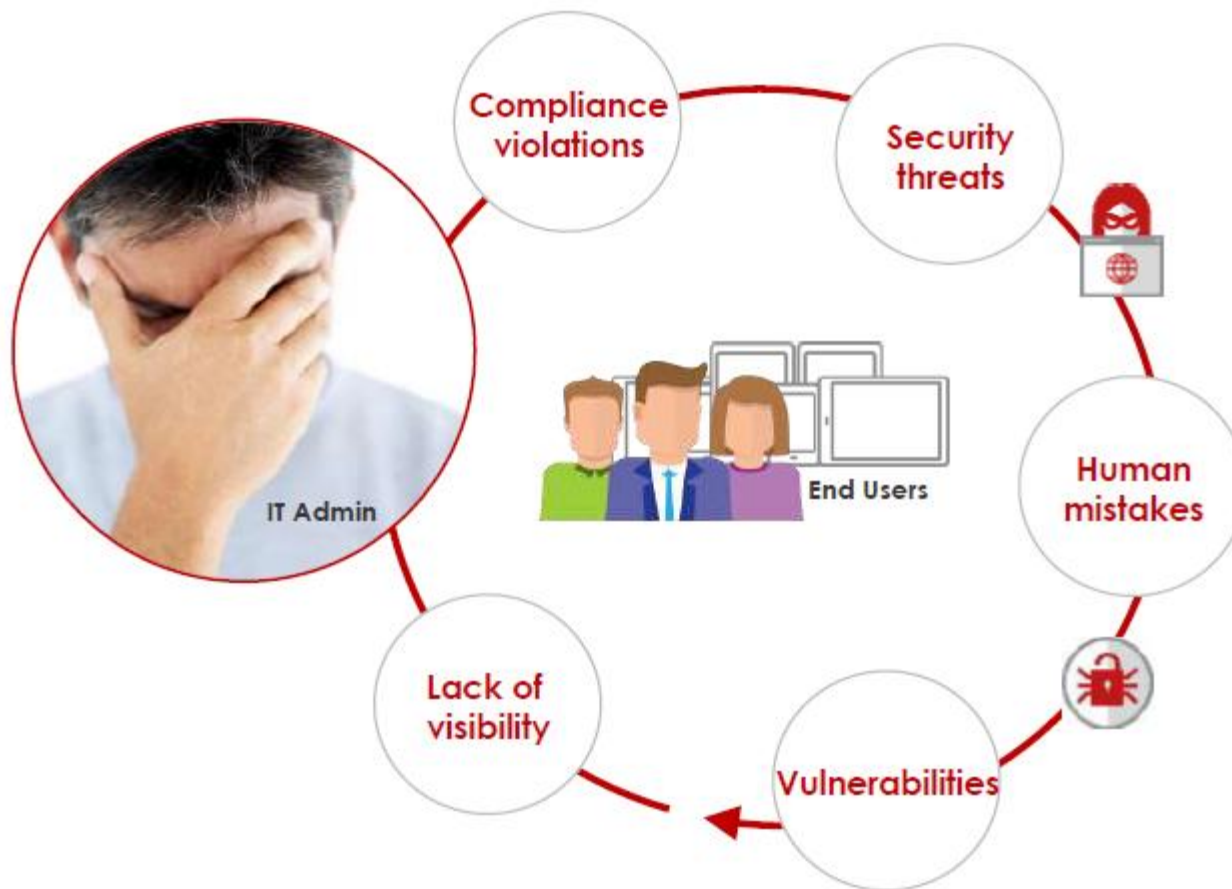 Compliance
violations
Security
threats
Human
mistakes
End Users
IT Admin
Lack of
visibility
Vulnerabilities